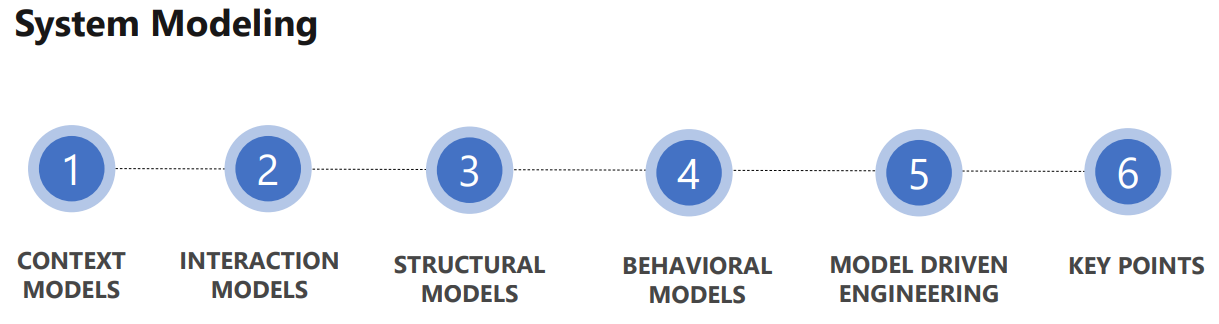 System Modeling
1
2
3
4
5
6
CONTEXT
MODELS
INTERACTION
MODELS
STRUCTURAL
MODELS
BEHAVIORAL
MODELS
MODEL DRIVEN
ENGINEERING
KEY POINTS